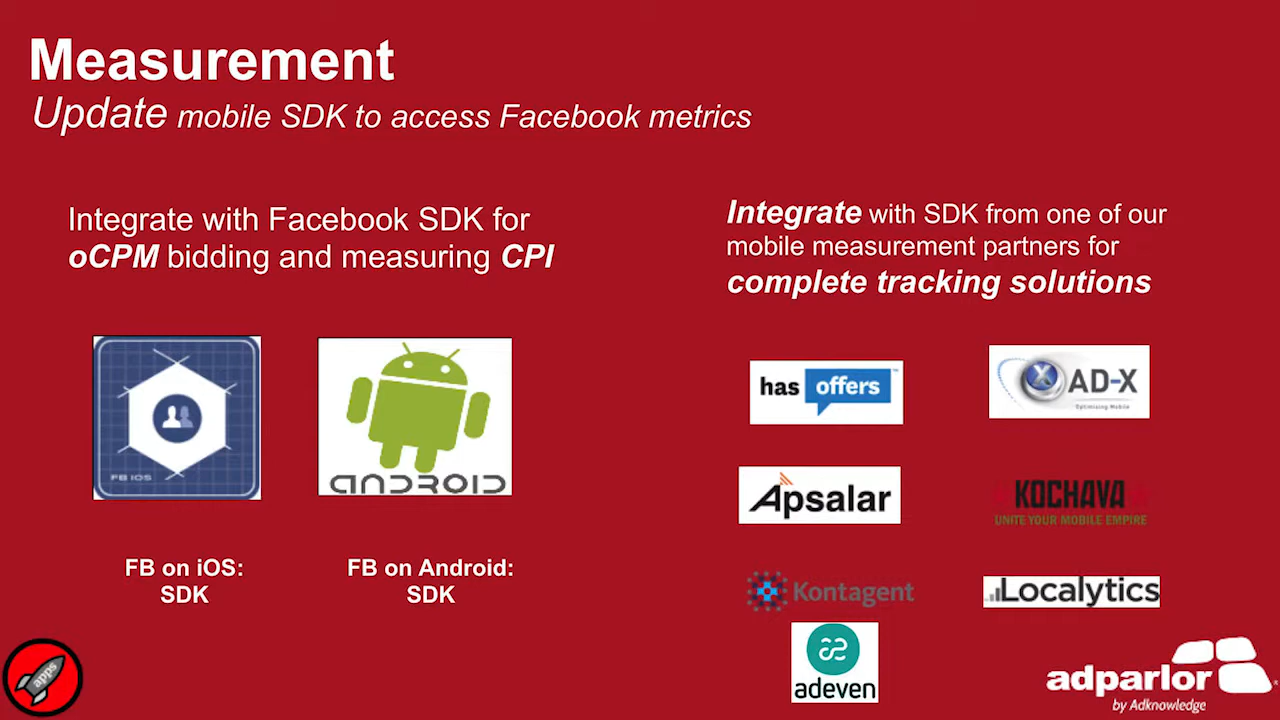 Measurement
Update mobile SDK to access Facebook metrics
Integrate with Facebook SDK for
oCPM bidding and measuring CPI
FB IOS
ANDROID
FB on iOS:
SDK
FB on Android:
SDK
Integrate with SDK from one of our
mobile measurement partners for
complete tracking solutions
has offers™
AD-X
Optimising Mobile
Apsalar
KOCHAVA
UNITE YOUR MOBILE EMPIRE
Kontagent
Localytics
adeven
apps
adparlor
by Adknowledge